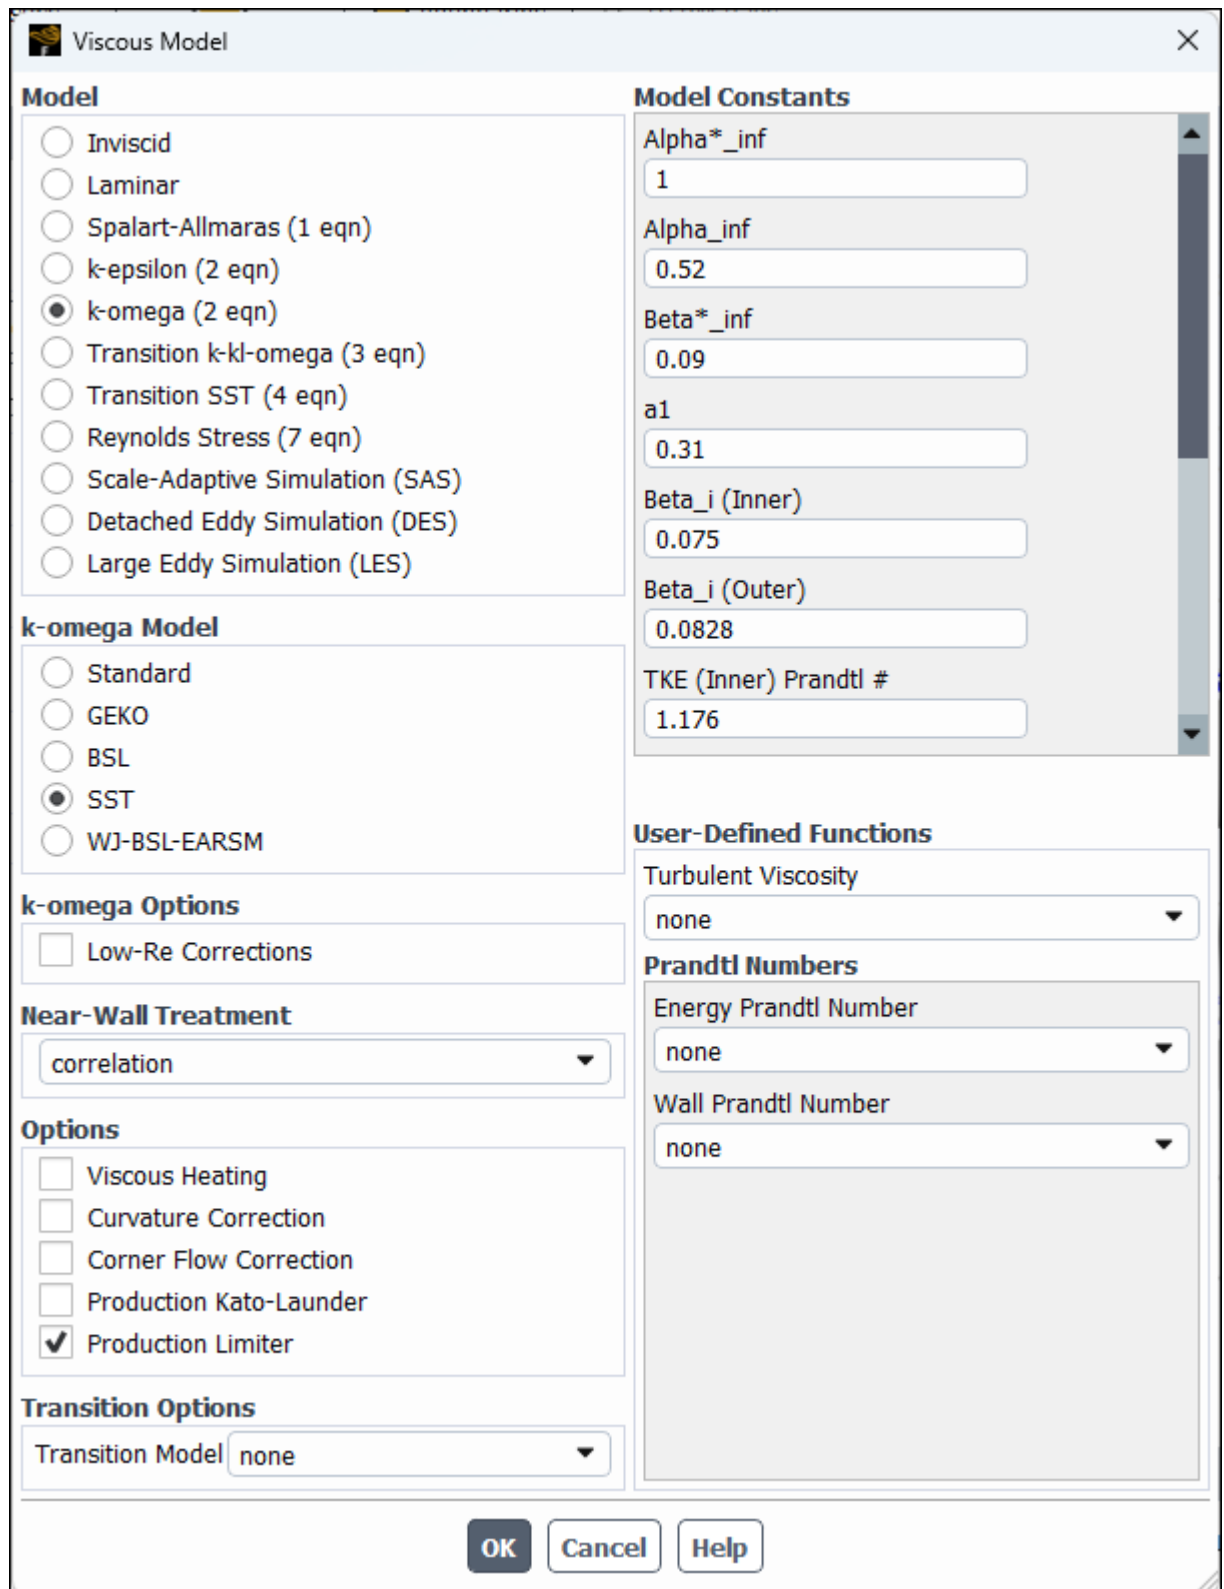 Viscous Model
Model
Inviscid
Laminar
Spalart-Allmaras (1 eqn)
k-epsilon (2 eqn)
k-omega (2 eqn)
Transition k-kl-omega (3 eqn)
Transition SST (4 eqn)
Reynolds Stress (7 eqn)
Scale-Adaptive Simulation (SAS)
Detached Eddy Simulation (DES)
Large Eddy Simulation (LES)
k-omega Model
Standard
GEKO
BSL
SST
WJ-BSL-EARSM
k-omega Options
Low-Re Corrections
Near-Wall Treatment
correlation
Options
Viscous Heating
Curvature Correction
Corner Flow Correction
Production Kato-Launder
Production Limiter
Transition Options
Transition Model none
Model Constants
Alpha*_inf
1
Alpha_inf
0.52
Beta*_inf
0.09
a1
0.31
Beta_i (Inner)
0.075
Beta_i (Outer)
0.0828
TKE (Inner) Prandtl #
1.176
User-Defined Functions
Turbulent Viscosity
none
Prandtl Numbers
Energy Prandtl Number
none
Wall Prandtl Number
none
OK Cancel Help